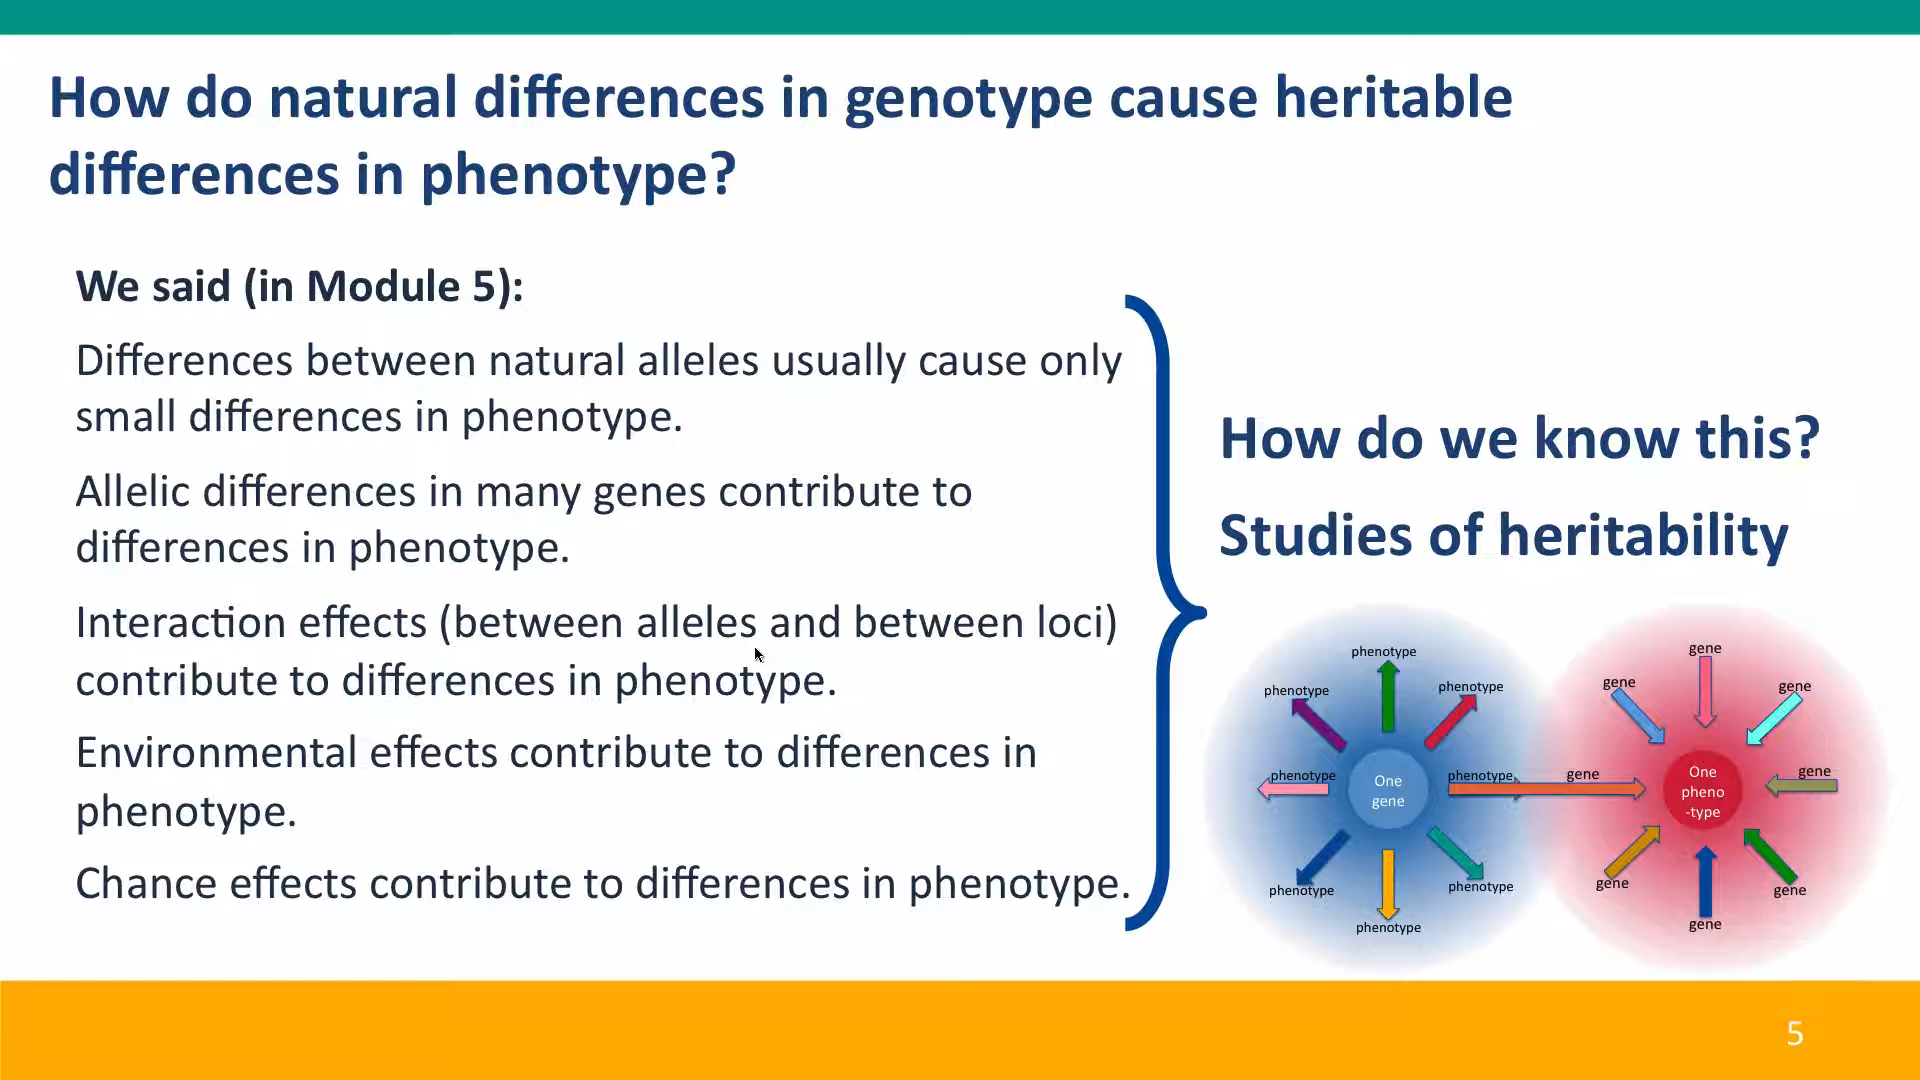 How do natural differences in genotype cause heritable
differences in phenotype?
We said (in Module 5):
Differences between natural alleles usually cause only
small differences in phenotype.
Allelic differences in many genes contribute to
differences in phenotype.
Interaction effects (between alleles and between loci)
contribute to differences in phenotype.
Environmental effects contribute to differences in
phenotype.
Chance effects contribute to differences in phenotype.
How do we know this?
Studies of heritability
phenotype
phenotype
phenotype
phenotype
One
gene
phenotype
phenotype
phenotype
phenotype
gene
gene
gene
gene
One
pheno
-type
gene
gene
gene
gene
5